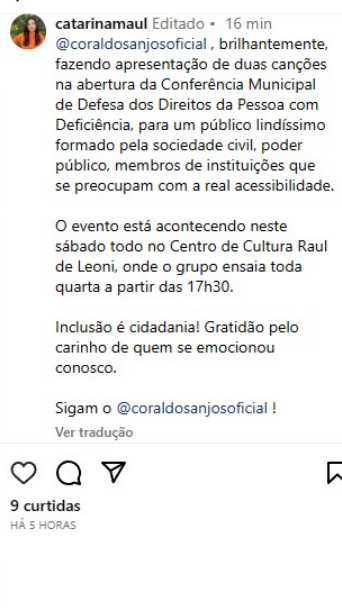 catarinamaul Editado • 16 min
@coraldosanjosoficial , brilhantemente,
fazendo apresentação de duas canções
na abertura da Conferência Municipal
de Defesa dos Direitos da Pessoa com
Deficiência, para um público lindíssimo
formado pela sociedade civil, poder
público, membros de instituições que
se preocupam com a real acessibilidade.
O evento está acontecendo neste
sábado todo no Centro de Cultura Raul
de Leoni, onde o grupo ensaia toda
quarta a partir das 17h30.
Inclusão é cidadania! Gratidão pelo
carinho de quem se emocionou
conosco.
Sigam o @coraldosanjosoficial !
Ver tradução
9 curtidas
HÁ 5 HORAS